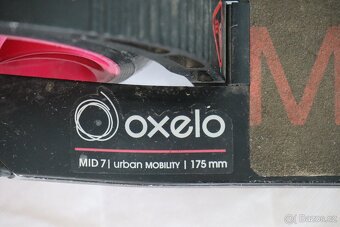 oxelo
MID 7 | urban MOBILITY | 175 mm
M
Bazos.cz